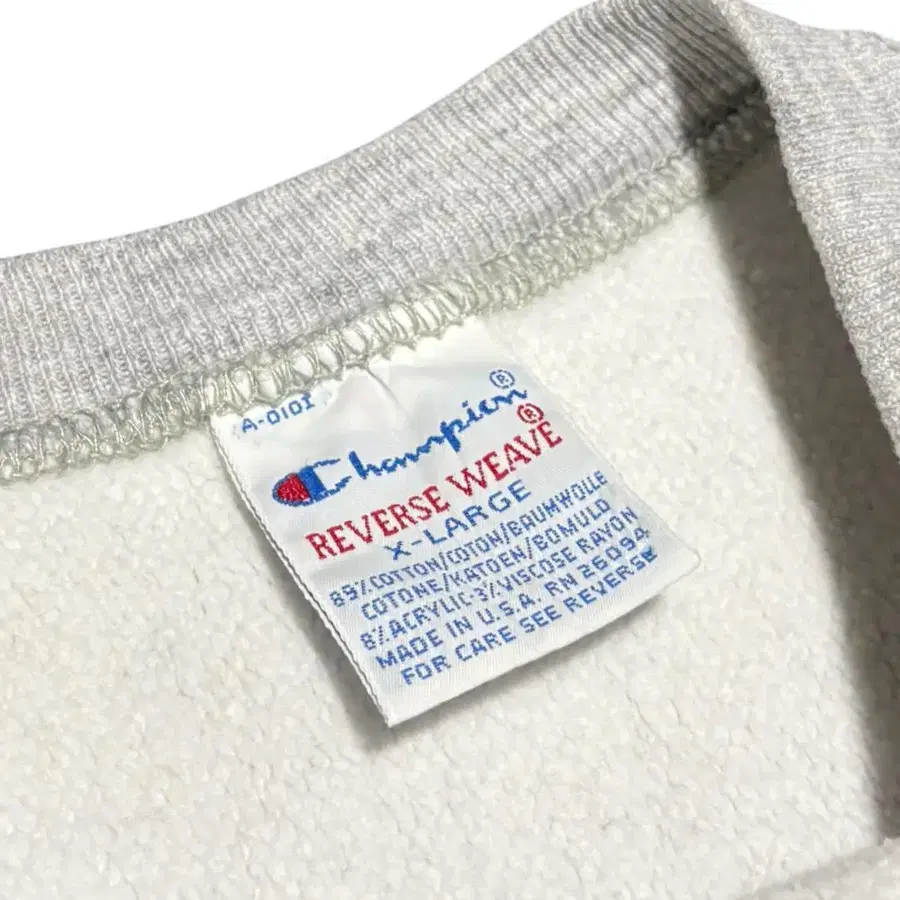 A-0101
Champion®
REVERSE WEAVE®
X-LARGE
89% COTTON/COTON/BAUMWOLLE
COTONE/KATOEN/BOMULD
8% ACRYLIC-3% VISCOSE RAYON
MADE IN U.S.A. RN 26094
FOR CARE SEE REVERSE